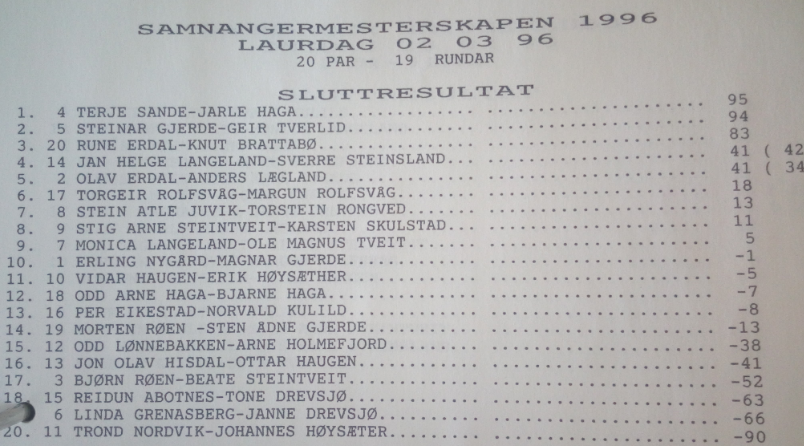 SAMNANGERMESTERSKAPEN 1996
LAURDAG 02 03 96
20 PAR - 19 RUNDAR
SLUTTRESULTAT
1. 4 TERJE SANDE-JARLE HAGA................... ...................... 95
2. 5 STEINAR GJERDE-GEIR TVERLID............. ...................... 94
3. 20 RUNE ERDAL-KNUT BRATTABØ................ ...................... 83
4. 14 JAN HELGE LANGELAND-SVERRE STEINSLAND... ...................... 41 ( 42
5. 2 OLAV ERDAL-ANDERS LÆGLAND............... ...................... 41 ( 34
6. 17 TORGEIR ROLFSVÅG-MARGUN ROLFSVÅG........ ...................... 18
7. 8 STEIN ATLE JUVIK-TORSTEIN RONGVED....... ...................... 13
8. 9 STIG ARNE STEINTVEIT-KARSTEN SKULSTAD... ...................... 11
9. 7 MONICA LANGELAND-OLE MAGNUS TVEIT....... ...................... 5
10. 1 ERLING NYGÅRD-MAGNAR GJERDE............. ...................... -1
11. 10 VIDAR HAUGEN-ERIK HØYSÆTHER............. ...................... -5
12. 18 ODD ARNE HAGA-BJARNE HAGA............... ...................... -7
13. 16 PER EIKESTAD-NORVALD KULILD............. ...................... -8
14. 19 MORTEN RØEN -STEN ÅDNE GJERDE........... ...................... -13
15. 12 ODD LØNNEBAKKEN-ARNE HOLMEFJORD......... ...................... -38
16. 13 JON OLAV HISDAL-OTTAR HAUGEN............ ...................... -41
17. 3 BJØRN RØEN-BEATE STEINTVEIT............. ...................... -52
18. 15 REIDUN ABOTNES-TONE DREVSJØ............. ...................... -63
6 LINDA GRENASBERG-JANNE DREVSJØ.......... ...................... -66
20. 11 TROND NORDVIK-JOHANNES HØYSÆTER......... ...................... -90